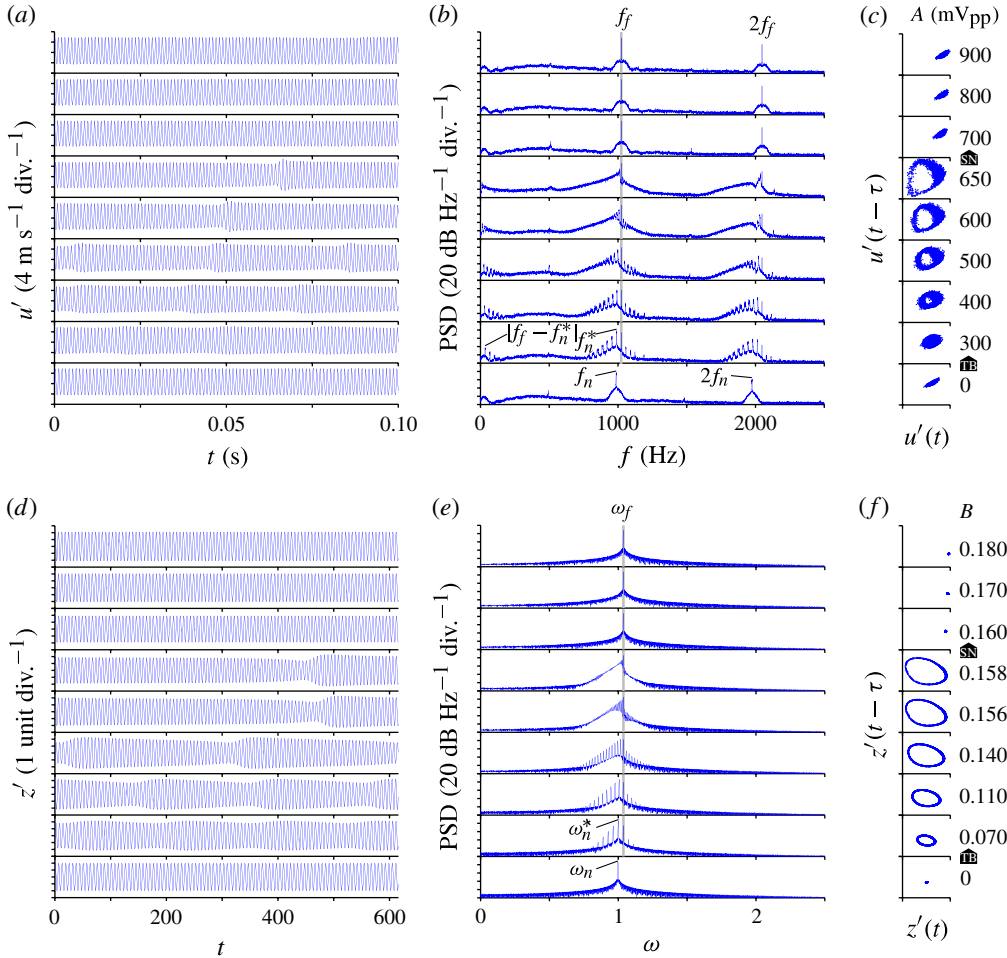 (a)
(b)
(c)
A (mVpp)
f_f
2f_f
900
800
700
SN
650
600
500
400
300
TB
0
|f_f − f_n^*|
f_n^*
f_n
2f_n
u′ (4 m s⁻¹ div.⁻¹)
PSD (20 dB Hz⁻¹ div.⁻¹)
u′(t − τ)
0
0.025
0.05
0.075
0.10
0
1000
2000
t (s)
f (Hz)
u′(t)
(d)
(e)
(f)
B
ω_f
0.180
0.170
0.160
SN
0.158
0.156
0.140
0.110
0.070
TB
0
ω_n^*
ω_n
z′ (1 unit div.⁻¹)
PSD (20 dB Hz⁻¹ div.⁻¹)
z′(t − τ)
0
200
400
600
0
1
2
t
ω
z′(t)